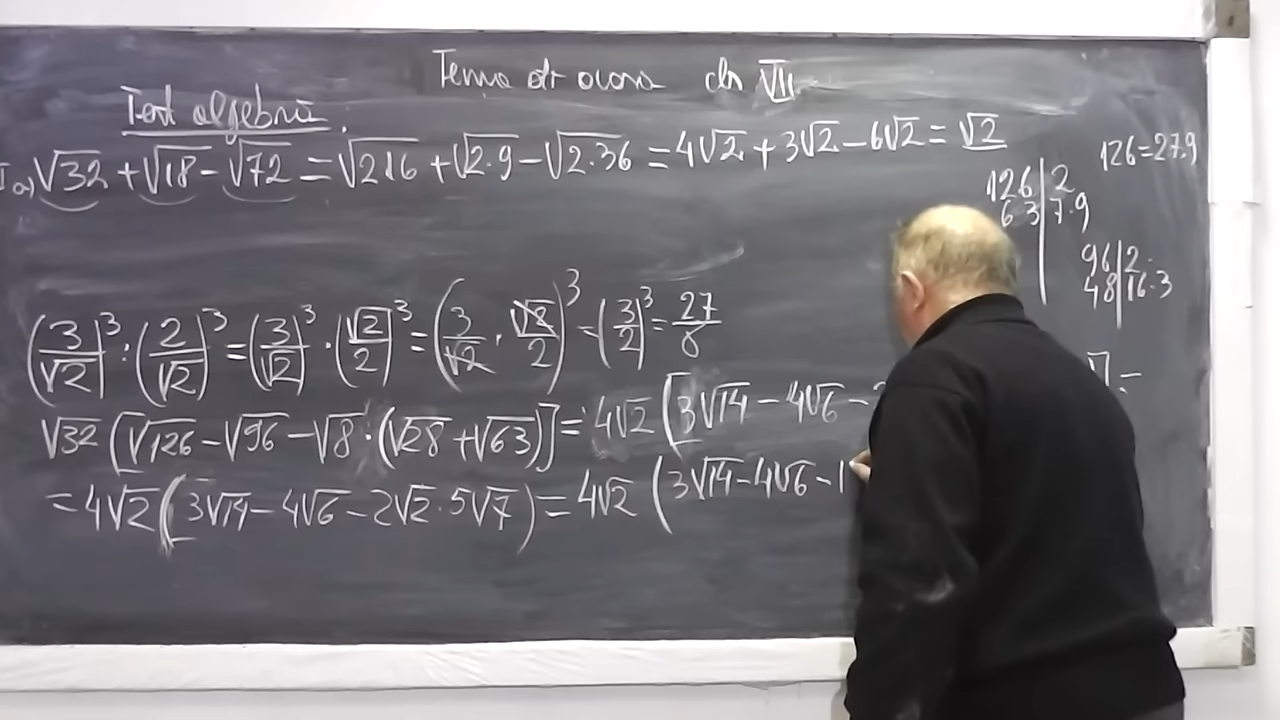 Tema de acasa cls VII
Test algebră.
I a) √32 + √18 - √72 = √2 16 + √2·9 - √2·36 = 4√2 + 3√2 - 6√2 = √2
126 = 2 7·9
126 | 2
63 | 7·9
96 | 2
48 | 16·3
(3/√2)³ : (2/√2)³ = (3/√2)³ · (√2/2)³ = (3/√2 · √2/2)³ = (3/2)³ = 27/8
√32 [√126 - √96 - √8 · (√28 + √63)] = 4√2 [3√14 - 4√6 - ] =
= 4√2 (3√14 - 4√6 - 2√2 · 5√7) = 4√2 (3√14 - 4√6 - 1